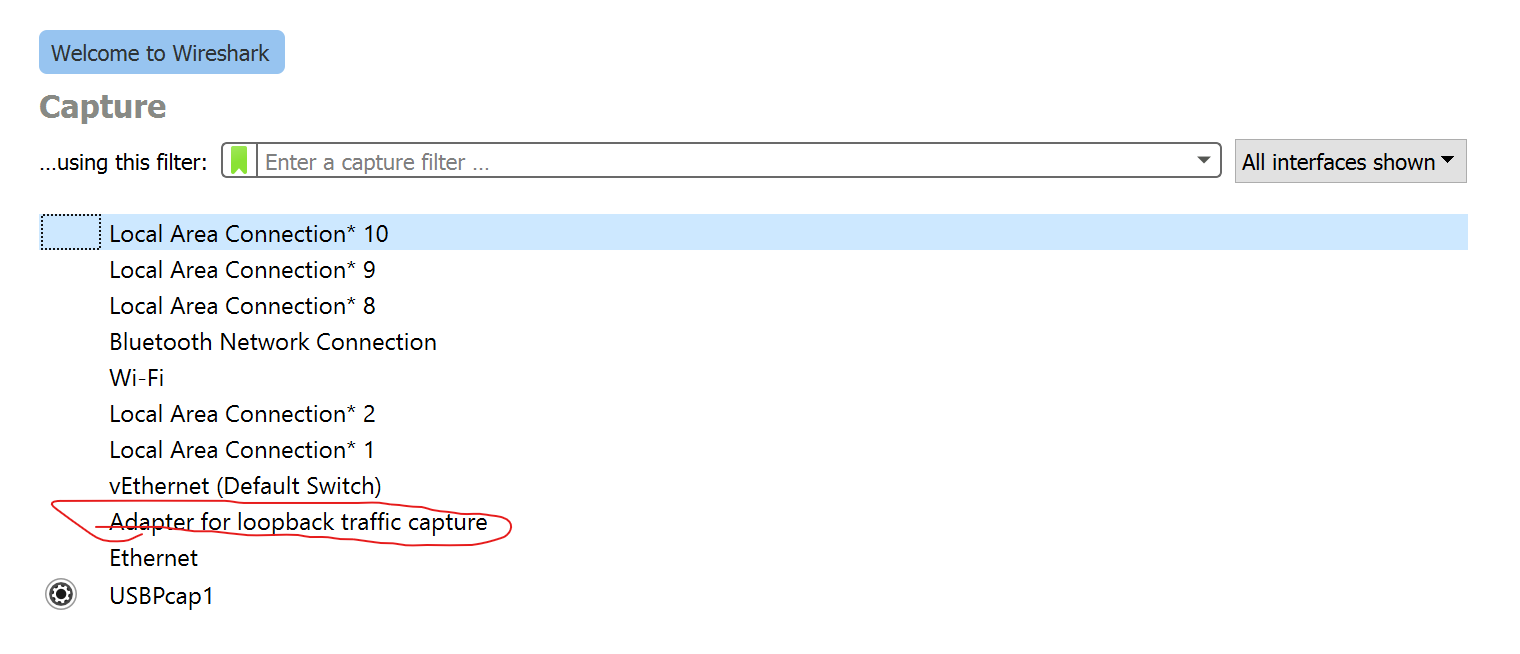 Welcome to Wireshark
Capture
...using this filter: Enter a capture filter ... All interfaces shown
Local Area Connection* 10
Local Area Connection* 9
Local Area Connection* 8
Bluetooth Network Connection
Wi-Fi
Local Area Connection* 2
Local Area Connection* 1
vEthernet (Default Switch)
Adapter for loopback traffic capture
Ethernet
USBPcap1